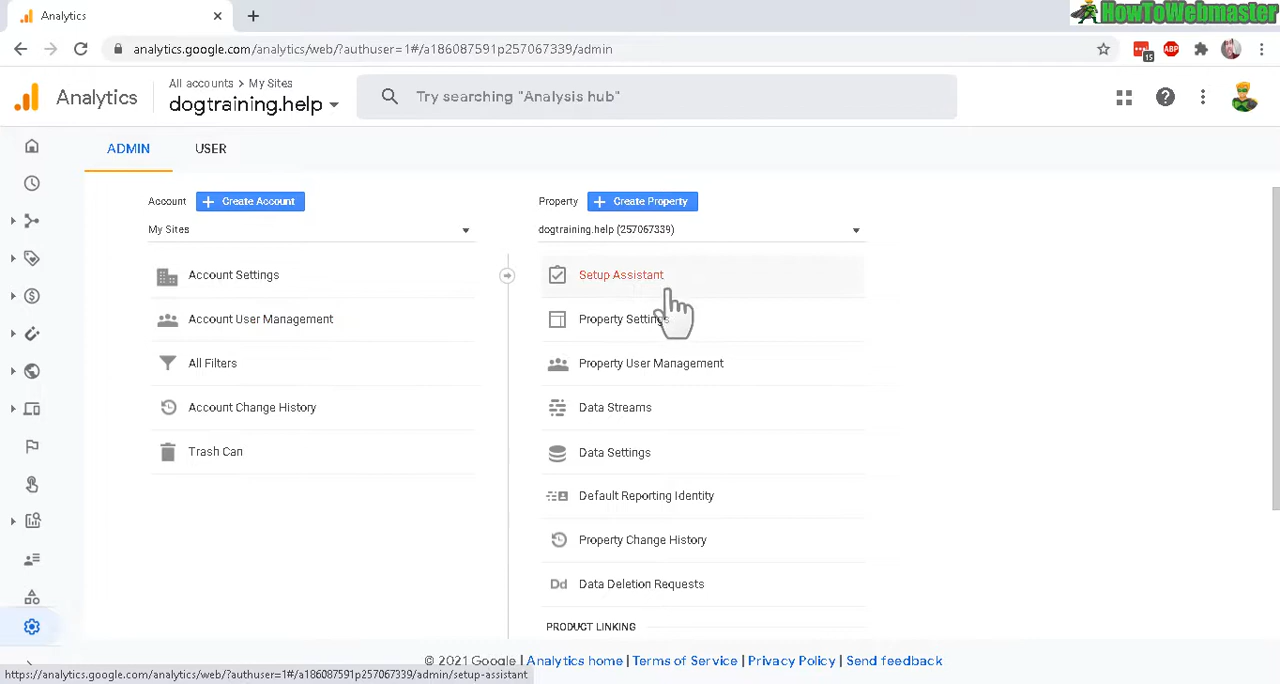 Analytics
HowToWebmaster
analytics.google.com/analytics/web/?authuser=1#/a186087591p257067339/admin
15
ABP
Analytics
All accounts > My Sites
dogtraining.help
Try searching "Analysis hub"
ADMIN
USER
Account
+ Create Account
My Sites
Account Settings
Account User Management
All Filters
Account Change History
Trash Can
Property
+ Create Property
dogtraining.help (257067339)
Setup Assistant
Property Settings
Property User Management
Data Streams
Data Settings
Default Reporting Identity
Property Change History
Dd Data Deletion Requests
PRODUCT LINKING
© 2021 Google | Analytics home | Terms of Service | Privacy Policy | Send feedback
https://analytics.google.com/analytics/web/?authuser=1#/a186087591p257067339/admin/setup-assistant